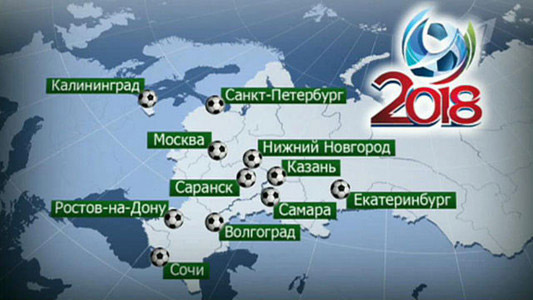 Калининград
Санкт-Петербург
2018
Москва
Нижний Новгород
Казань
Саранск
Екатеринбург
Самара
Ростов-на-Дону
Волгоград
Сочи